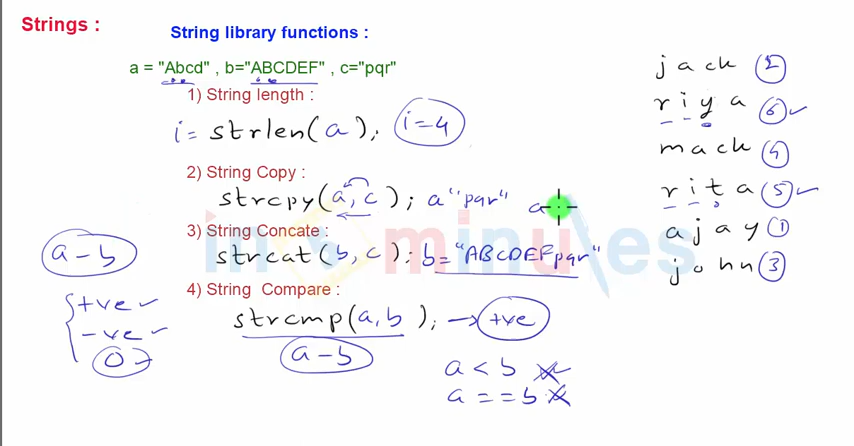 Strings :
String library functions :
a = "Abcd" , b="ABCDEF" , c="pqr"
1) String length :
i = strlen(a); i=4
2) String Copy :
strcpy(a, c); a "pqr" a
3) String Concate :
strcat (b, c); b= "ABCDEFpqr"
4) String Compare :
strcmp(a, b ); → +ve
a - b
a < b
a = = b
a - b
+ve
-ve
0
jack 2
riya 6
mack 4
rita 5
ajay 1
john 3
in minutes